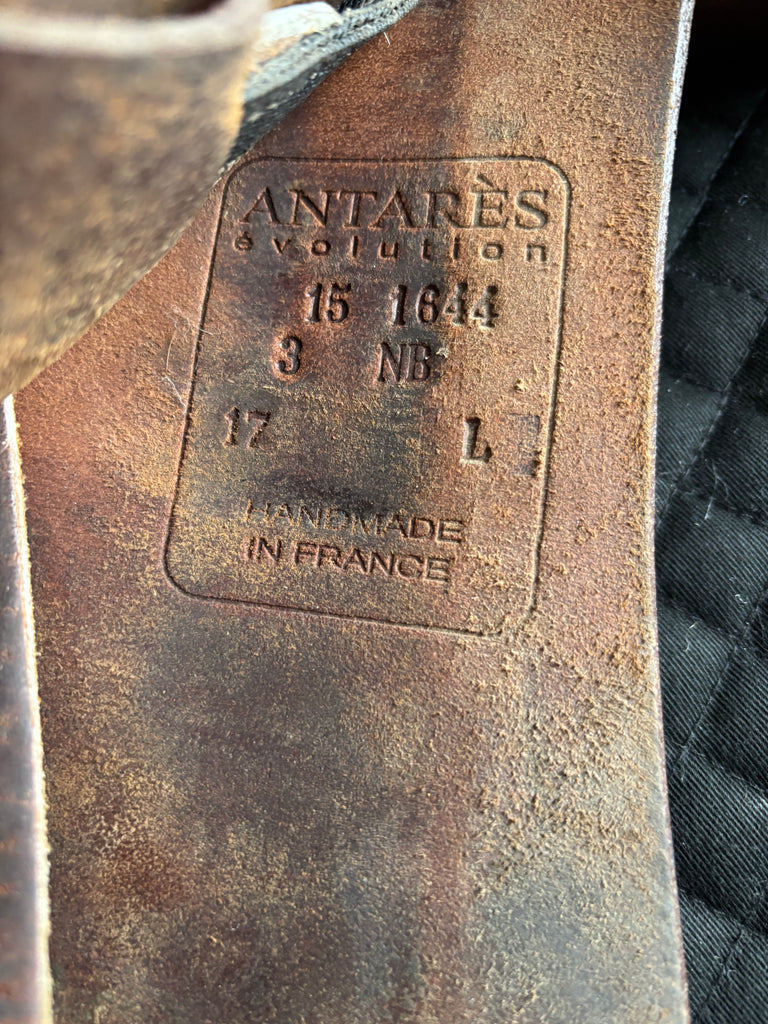 ANTARÈS
évolution
15 1644
3 NB
17 L
HANDMADE
IN FRANCE